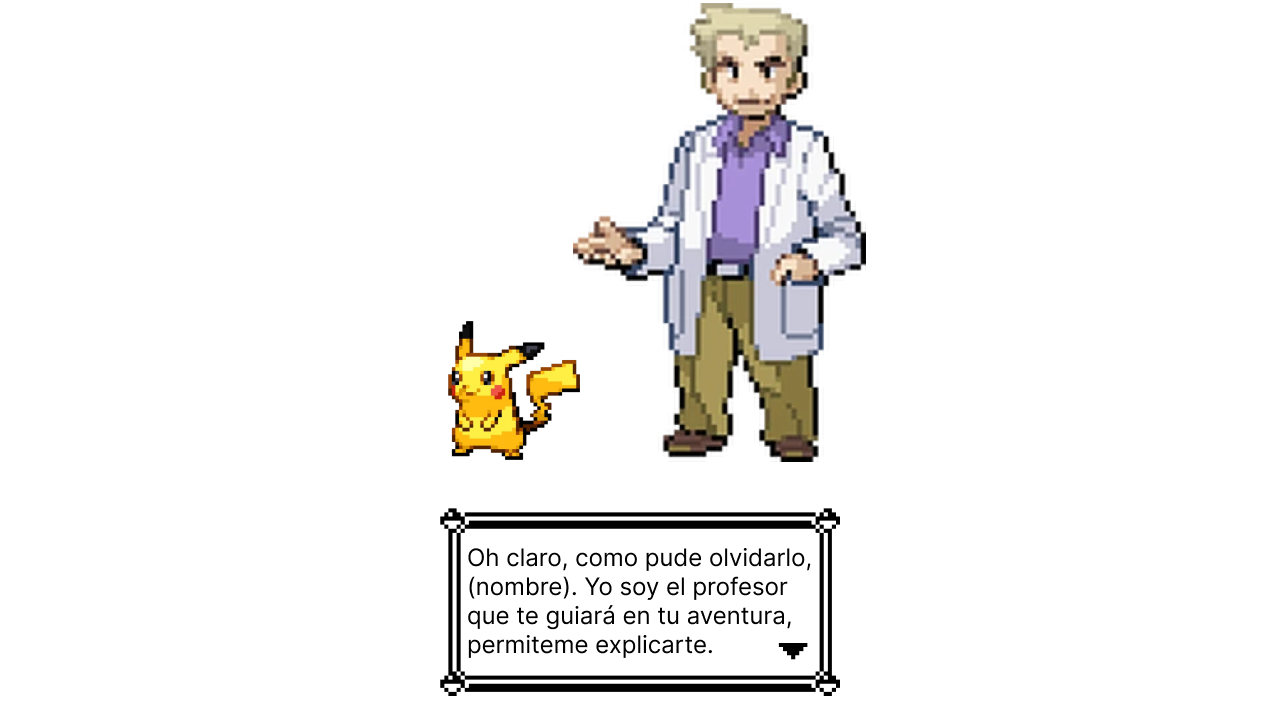 Oh claro, como pude olvidarlo,
(nombre). Yo soy el profesor
que te guiará en tu aventura,
permiteme explicarte.